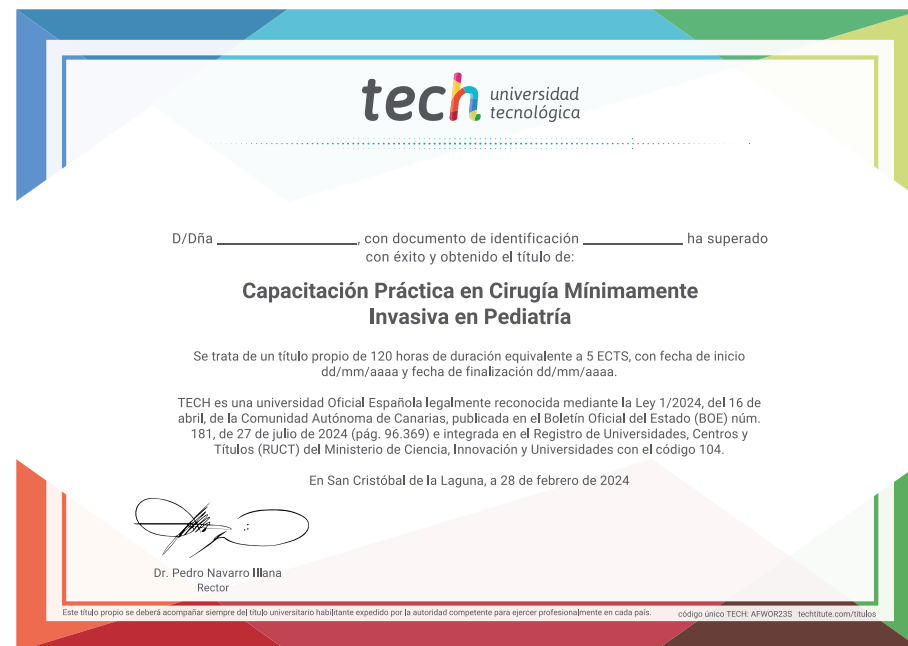 tech universidad
tecnológica
D/Dña ____________, con documento de identificación ____________ ha superado
con éxito y obtenido el título de:
Capacitación Práctica en Cirugía Mínimamente
Invasiva en Pediatría
Se trata de un título propio de 120 horas de duración equivalente a 5 ECTS, con fecha de inicio
dd/mm/aaaa y fecha de finalización dd/mm/aaaa.
TECH es una universidad Oficial Española legalmente reconocida mediante la Ley 1/2024, del 16 de
abril, de la Comunidad Autónoma de Canarias, publicada en el Boletín Oficial del Estado (BOE) núm.
181, de 27 de julio de 2024 (pág. 96.369) e integrada en el Registro de Universidades, Centros y
Títulos (RUCT) del Ministerio de Ciencia, Innovación y Universidades con el código 104.
En San Cristóbal de la Laguna, a 28 de febrero de 2024
Dr. Pedro Navarro Illana
Rector
Este título propio se deberá acompañar siempre del título universitario habilitante expedido por la autoridad competente para ejercer profesionalmente en cada país.
código único TECH: AFWOR23S techtitute.com/titulos